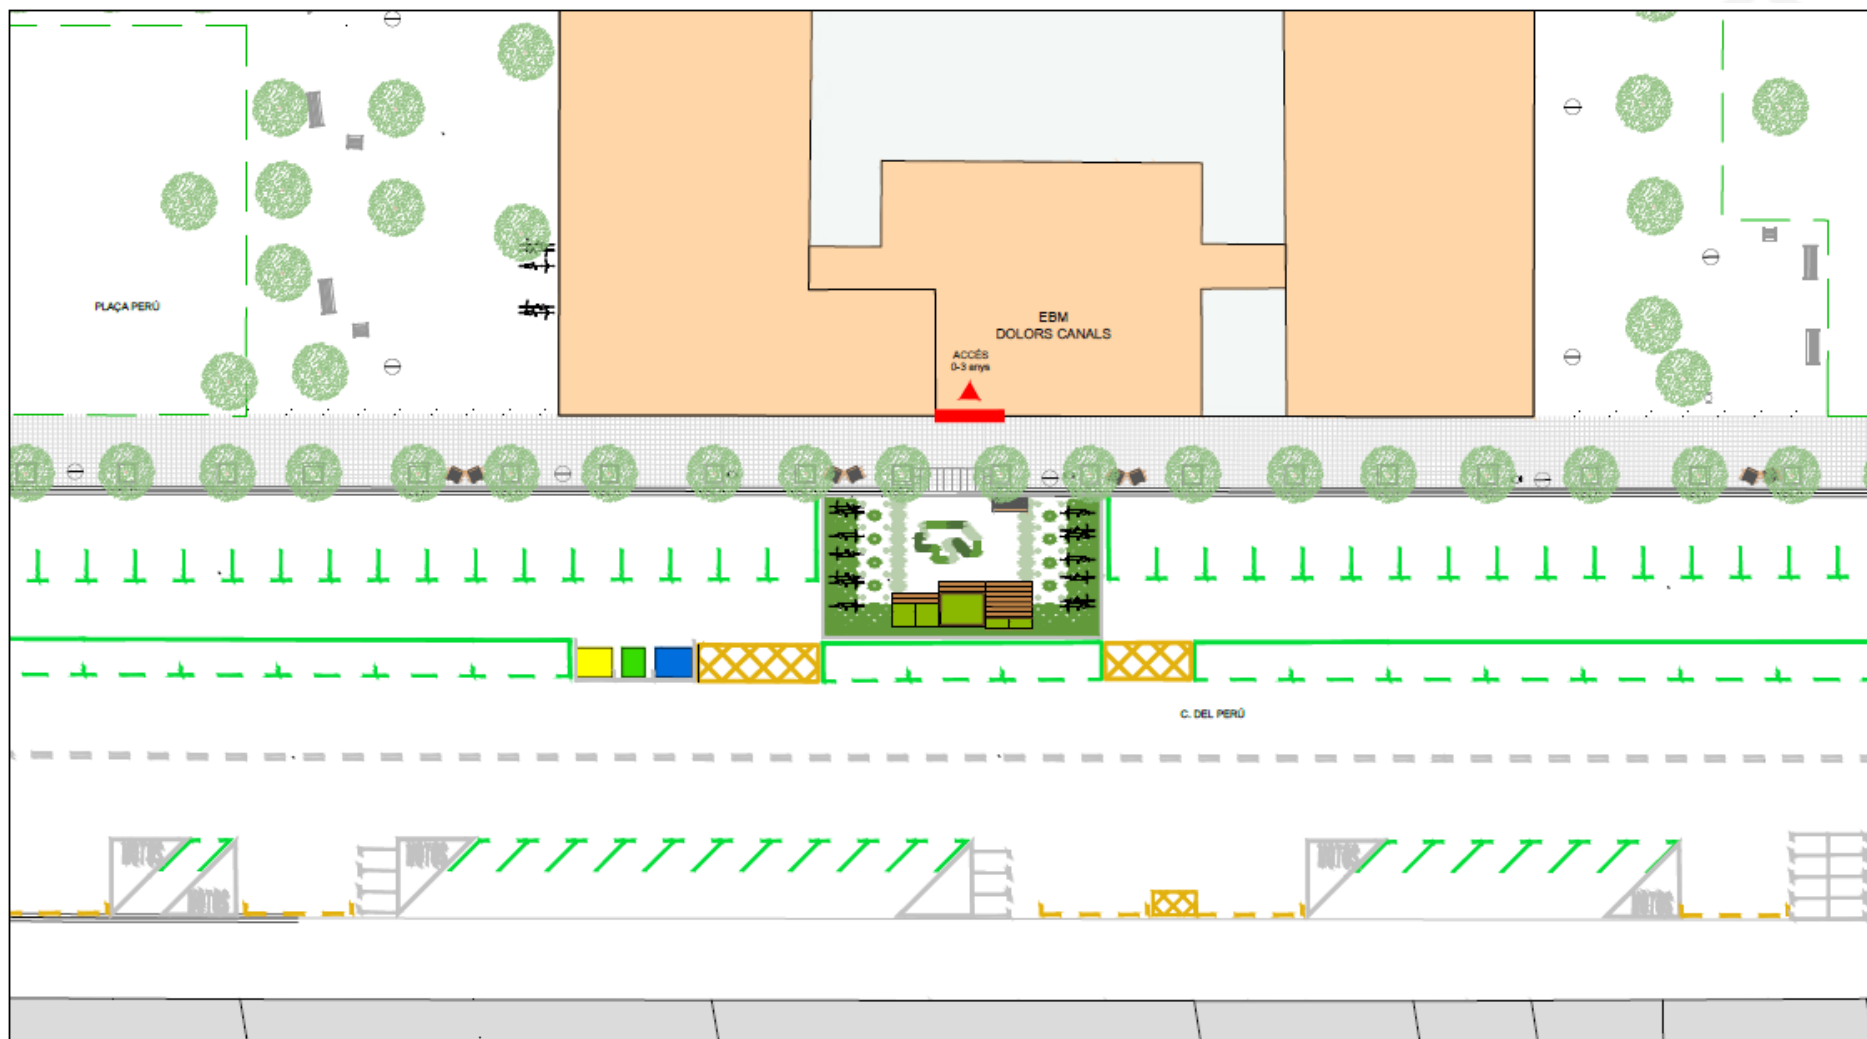 PLAÇA PERÚ
EBM
DOLORS CANALS
ACCÉS
0-3 anys
C. DEL PERÚ